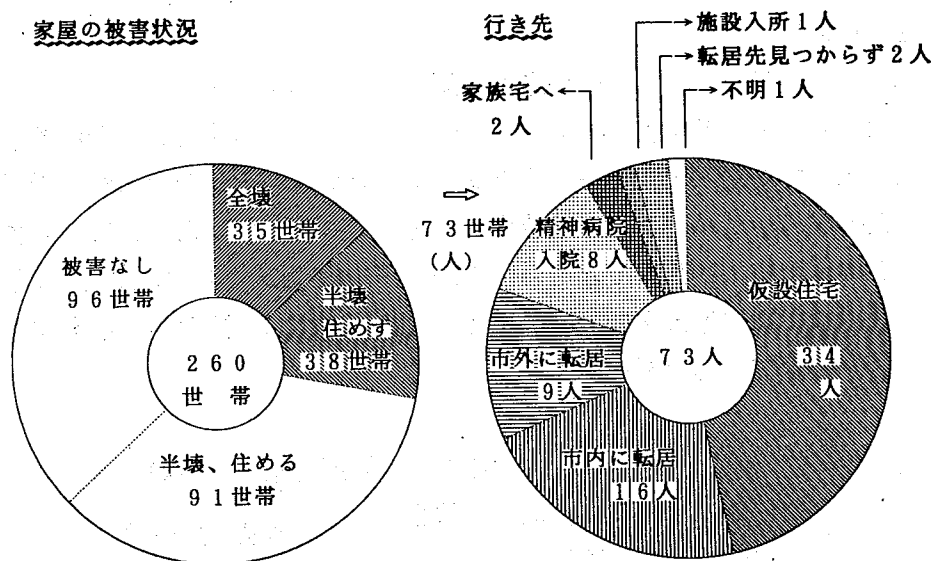 家屋の被害状況
全壊
35世帯
半壊
住めず
38世帯
半壊、住める
91世帯
被害なし
96世帯
260
世 帯
⇨
73世帯
(人)
行き先
施設入所1人
転居先見つからず2人
不明1人
家族宅へ
2人
精神病院
入院8人
市外に転居
9人
市内に転居
16人
仮設住宅
34
人
73人